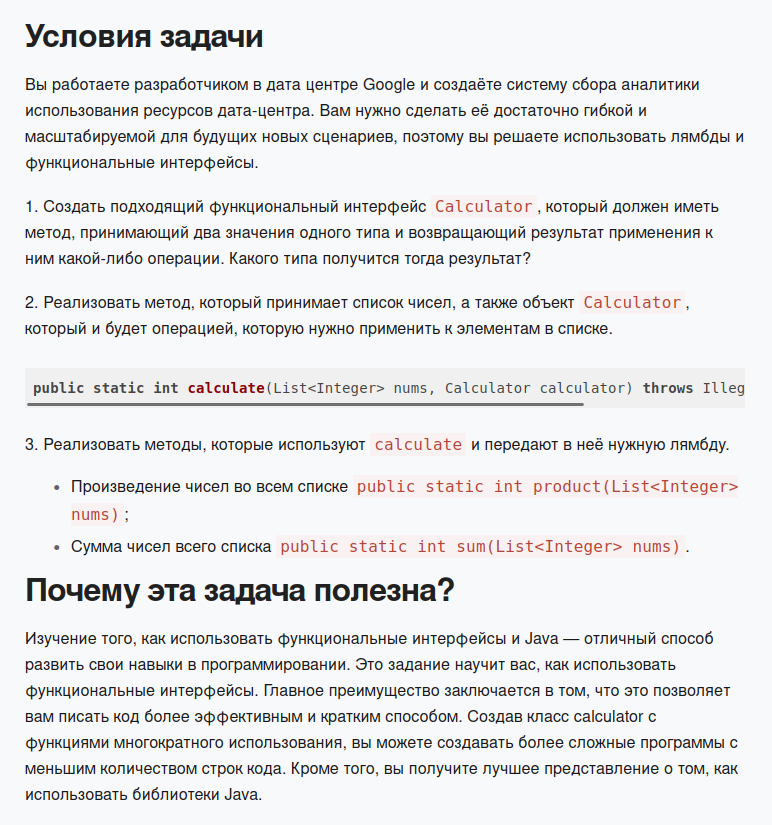 Условия задачи
Вы работаете разработчиком в дата центре Google и создаёте систему сбора аналитики
использования ресурсов дата-центра. Вам нужно сделать её достаточно гибкой и
масштабируемой для будущих новых сценариев, поэтому вы решаете использовать лямбды и
функциональные интерфейсы.
1. Создать подходящий функциональный интерфейс Calculator, который должен иметь
метод, принимающий два значения одного типа и возвращающий результат применения к
ним какой-либо операции. Какого типа получится тогда результат?
2. Реализовать метод, который принимает список чисел, а также объект Calculator,
который и будет операцией, которую нужно применить к элементам в списке.
public static int calculate(List<Integer> nums, Calculator calculator) throws Illeg
3. Реализовать методы, которые используют calculate и передают в неё нужную лямбду.
• Произведение чисел во всем списке public static int product(List<Integer>
nums);
• Сумма чисел всего списка public static int sum(List<Integer> nums).
Почему эта задача полезна?
Изучение того, как использовать функциональные интерфейсы и Java — отличный способ
развить свои навыки в программировании. Это задание научит вас, как использовать
функциональные интерфейсы. Главное преимущество заключается в том, что это позволяет
вам писать код более эффективным и кратким способом. Создав класс calculator с
функциями многократного использования, вы можете создавать более сложные программы с
меньшим количеством строк кода. Кроме того, вы получите лучшее представление о том, как
использовать библиотеки Java.